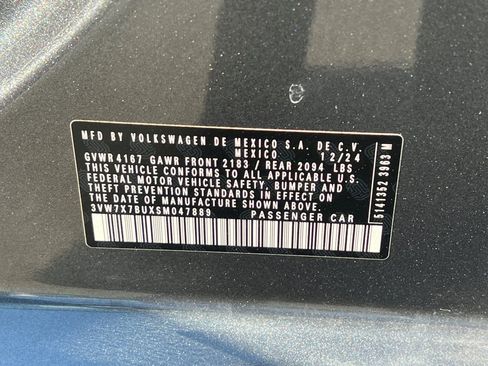 MFD BY VOLKSWAGEN DE MEXICO S.A. DE C.V.
MEXICO 12/24
GVWR 4167 GAWR FRONT 2183 / REAR 2094 LBS
THIS VEHICLE CONFORMS TO ALL APPLICABLE U.S.
FEDERAL MOTOR VEHICLE SAFETY, BUMPER AND
THEFT PREVENTION STANDARDS IN EFFECT ON
THE DATE OF MANUFACTURE SHOWN ABOVE.
3VW7X7BUXSM047889 PASSENGER CAR
5141352 3963 M